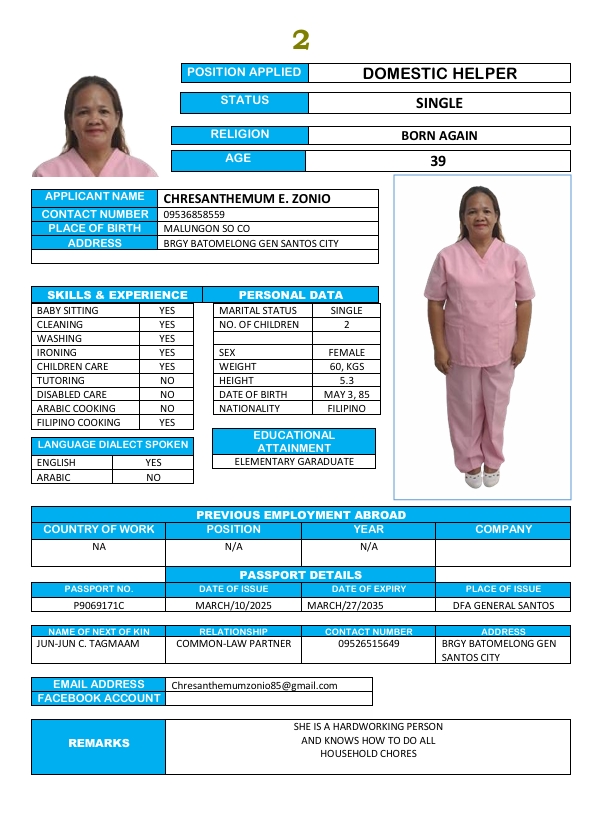 2
POSITION APPLIED DOMESTIC HELPER
STATUS SINGLE
RELIGION BORN AGAIN
AGE 39
APPLICANT NAME CHRESANTHEMUM E. ZONIO
CONTACT NUMBER 09536858559
PLACE OF BIRTH MALUNGON SO CO
ADDRESS BRGY BATOMELONG GEN SANTOS CITY
SKILLS & EXPERIENCE PERSONAL DATA
BABY SITTING YES MARITAL STATUS SINGLE
CLEANING YES NO. OF CHILDREN 2
WASHING YES
IRONING YES SEX FEMALE
CHILDREN CARE YES WEIGHT 60, KGS
TUTORING NO HEIGHT 5.3
DISABLED CARE NO DATE OF BIRTH MAY 3, 85
ARABIC COOKING NO NATIONALITY FILIPINO
FILIPINO COOKING YES
LANGUAGE DIALECT SPOKEN
ENGLISH YES
ARABIC NO
EDUCATIONAL
ATTAINMENT
ELEMENTARY GARADUATE
PREVIOUS EMPLOYMENT ABROAD
COUNTRY OF WORK POSITION YEAR COMPANY
NA N/A N/A
PASSPORT DETAILS
PASSPORT NO. DATE OF ISSUE DATE OF EXPIRY PLACE OF ISSUE
P9069171C MARCH/10/2025 MARCH/27/2035 DFA GENERAL SANTOS
NAME OF NEXT OF KIN RELATIONSHIP CONTACT NUMBER ADDRESS
JUN-JUN C. TAGMAAM COMMON-LAW PARTNER 09526515649 BRGY BATOMELONG GEN
SANTOS CITY
EMAIL ADDRESS Chresanthemumzonio85@gmail.com
FACEBOOK ACCOUNT
REMARKS
SHE IS A HARDWORKING PERSON
AND KNOWS HOW TO DO ALL
HOUSEHOLD CHORES